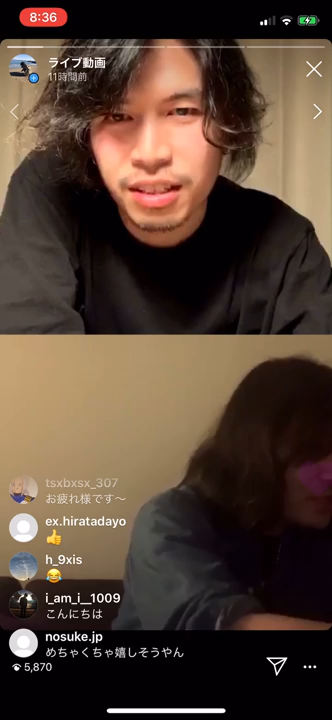 8:36
ライブ動画
11時間前
tsxbxsx_307
お疲れ様です〜
ex.hiratadayo
👍
h_9xis
😂
i_am_i__1009
こんにちは
nosuke.jp
めちゃくちゃ嬉しそうやん
5,870